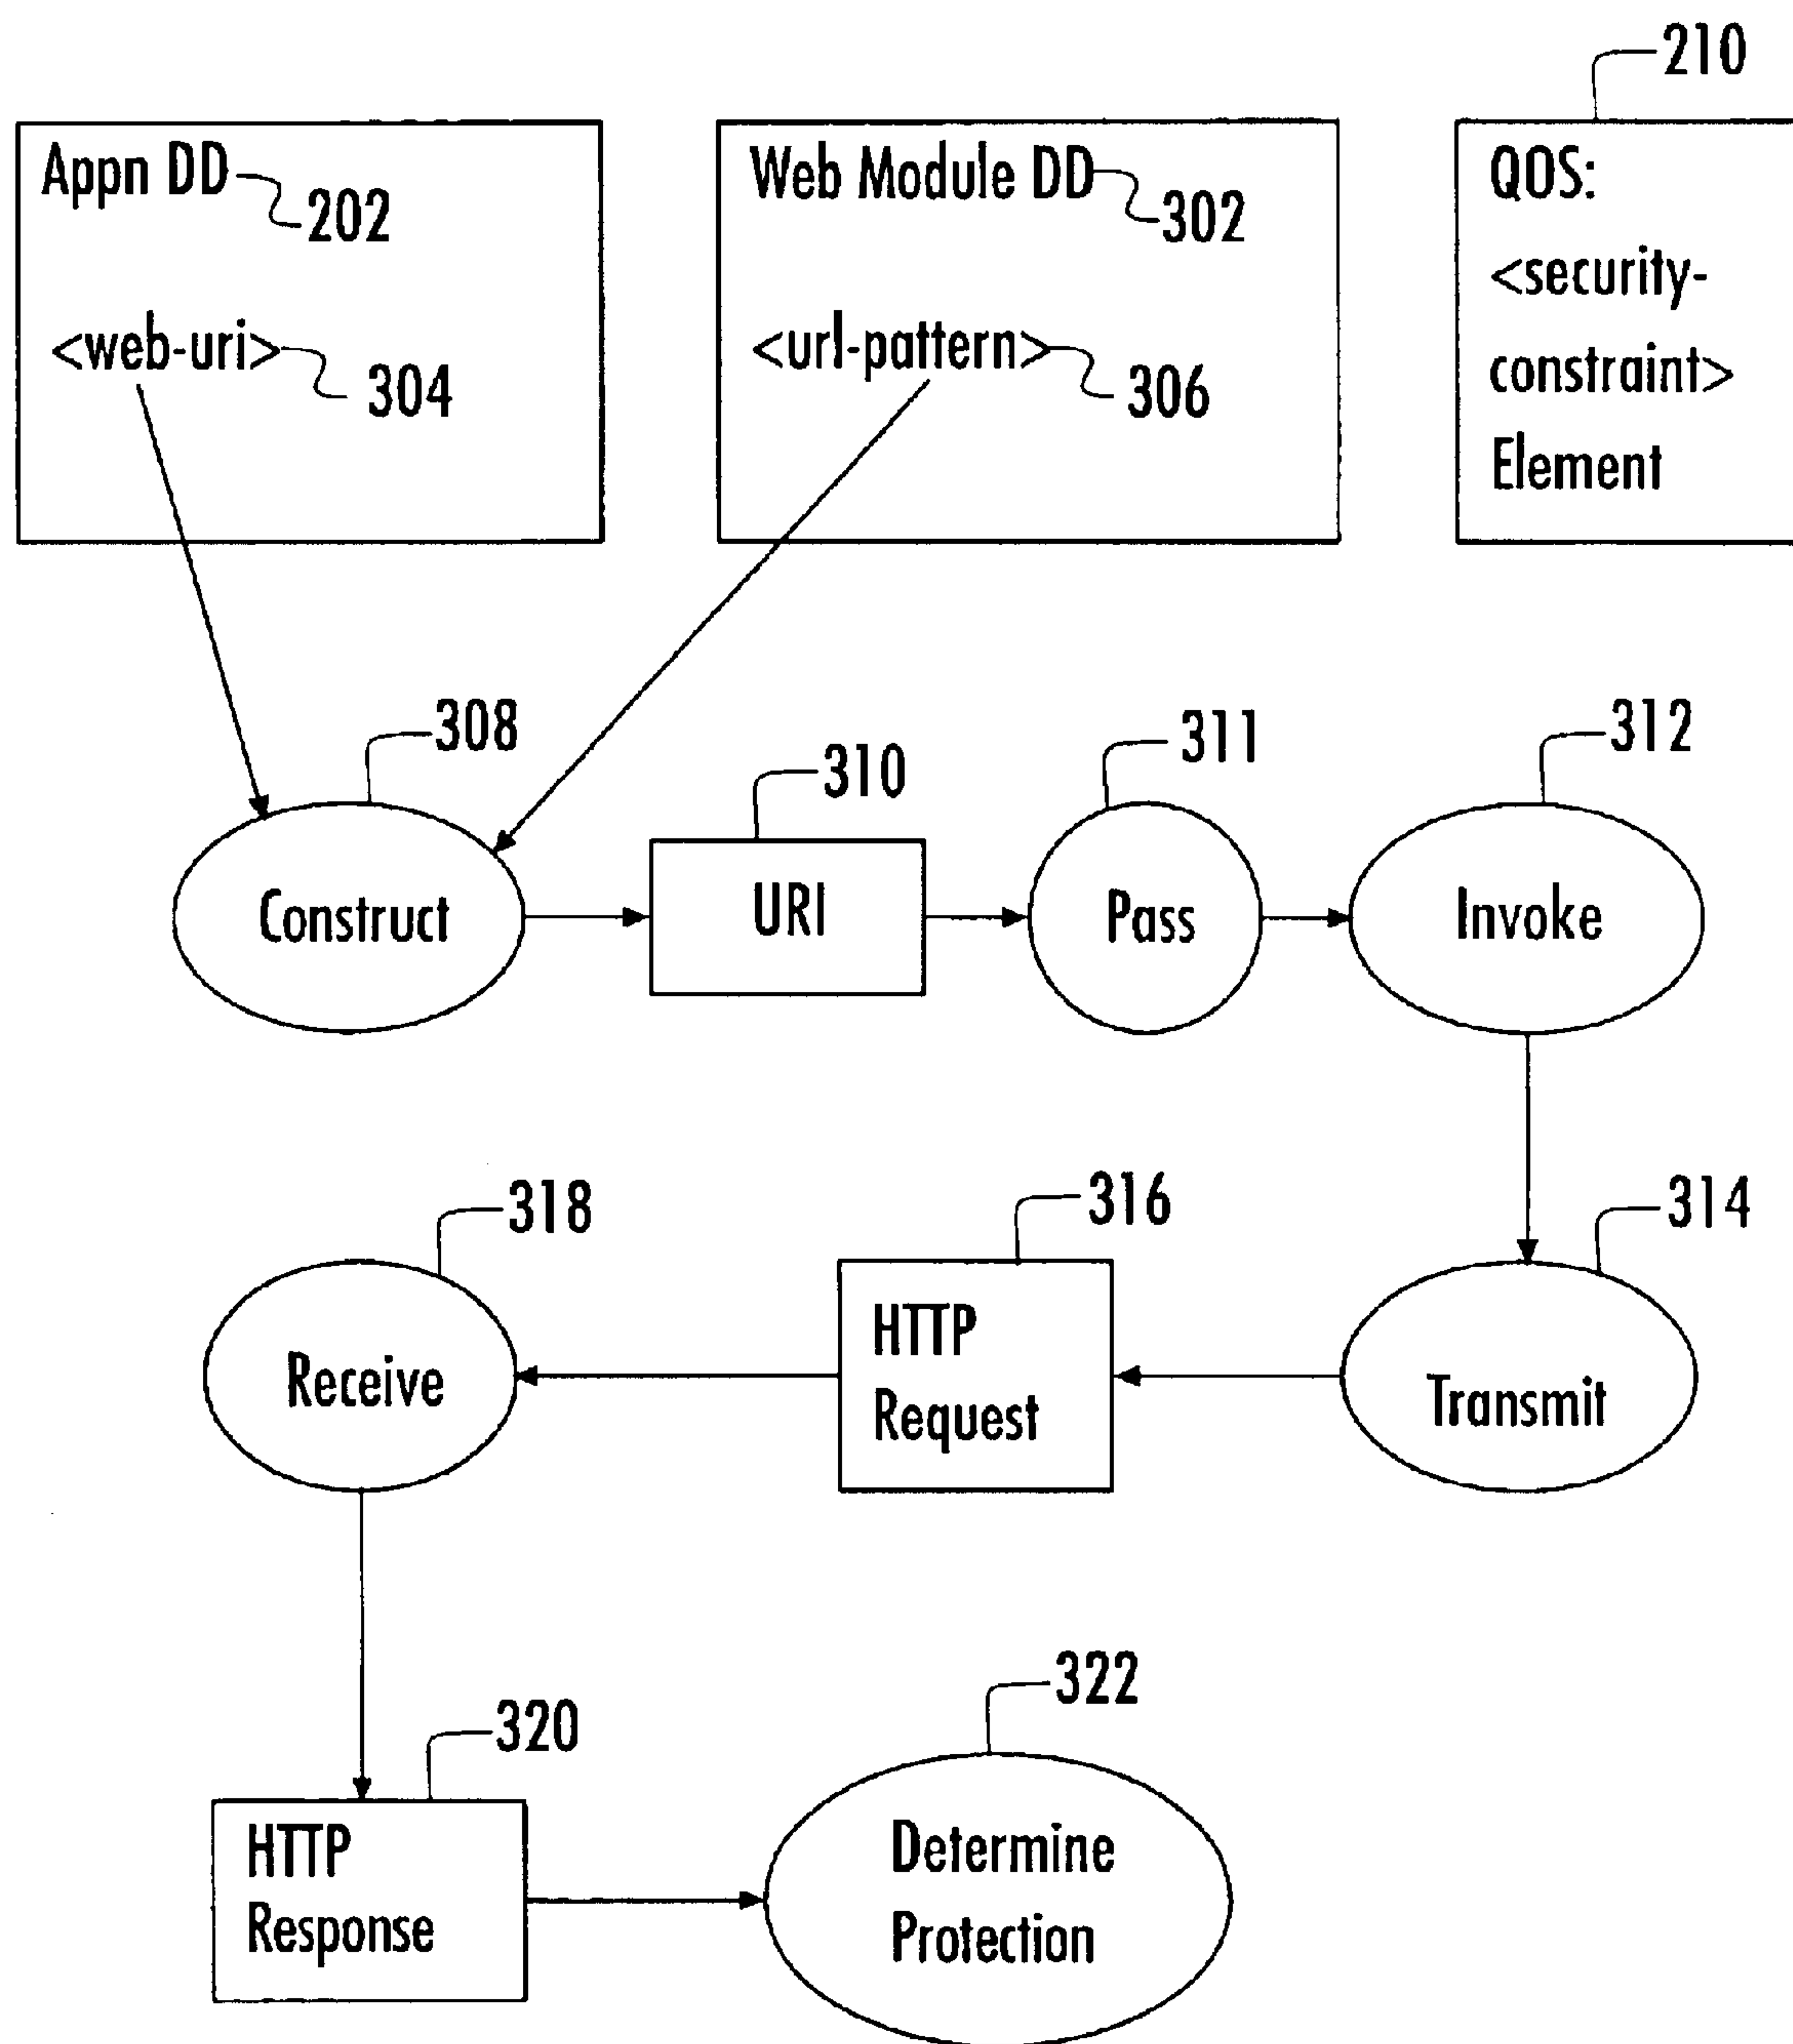 210
Appn DD
202
<web-uri>
304
Web Module DD
302
<url-pattern>
306
QOS:
<security-
constraint>
Element
308
310
311
312
Construct
URI
Pass
Invoke
318
316
314
Receive
HTTP
Request
Transmit
320
322
HTTP
Response
Determine
Protection